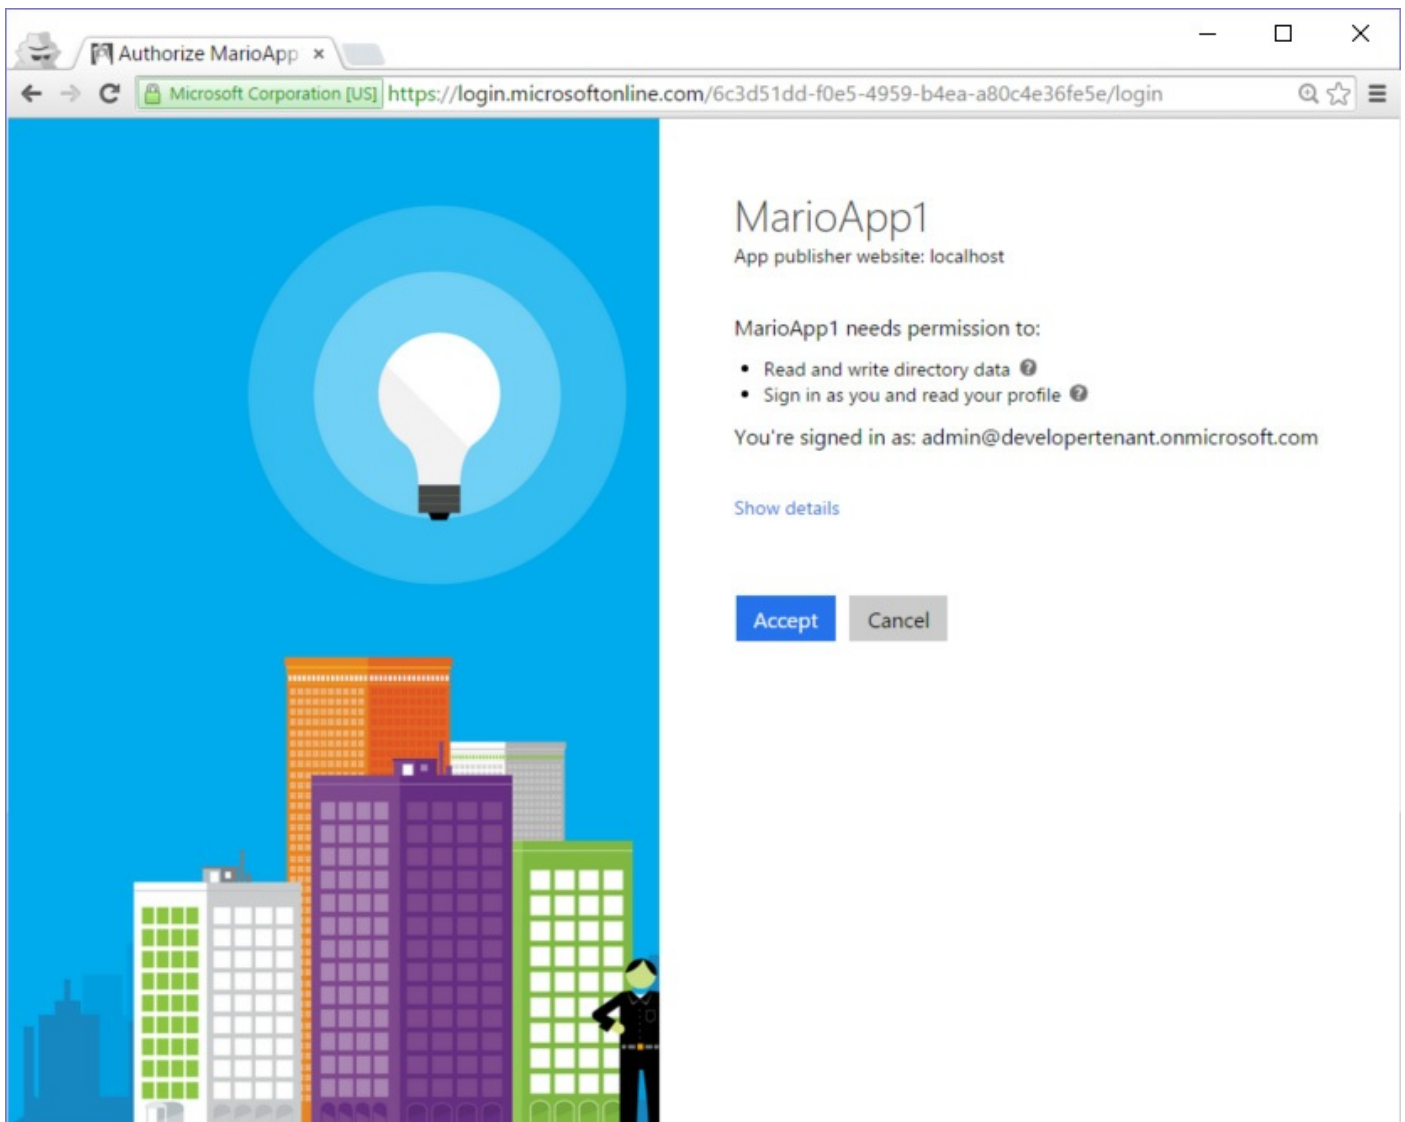 Authorize MarioApp
Microsoft Corporation [US] https://login.microsoftonline.com/6c3d51dd-f0e5-4959-b4ea-a80c4e36fe5e/login
MarioApp1
App publisher website: localhost
MarioApp1 needs permission to:
• Read and write directory data
• Sign in as you and read your profile
You're signed in as: admin@developertenant.onmicrosoft.com
Show details
Accept Cancel